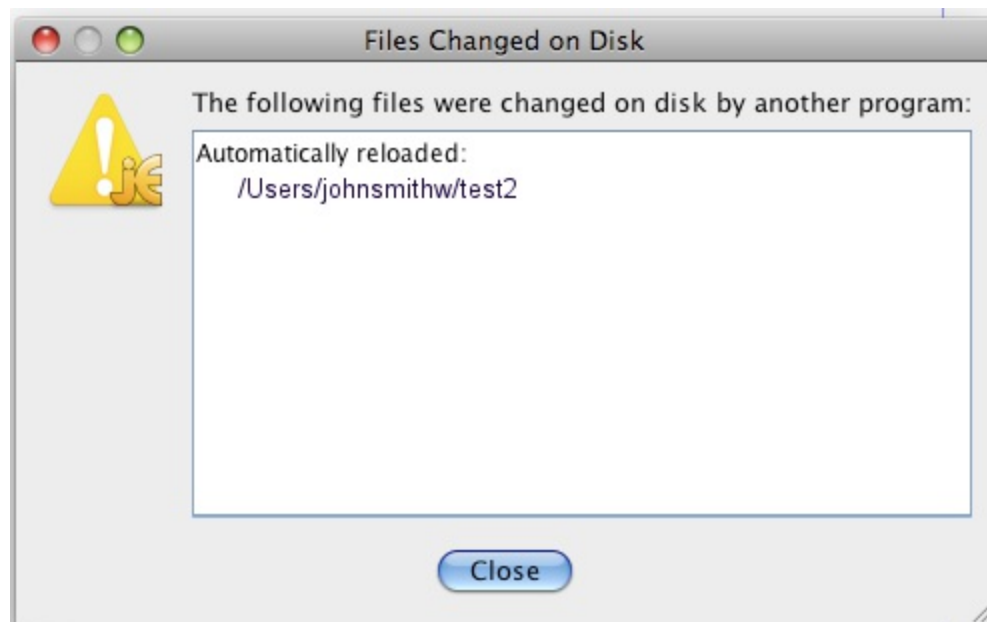 Files Changed on Disk
The following files were changed on disk by another program:
Automatically reloaded:
/Users/johnsmithw/test2
jE
Close